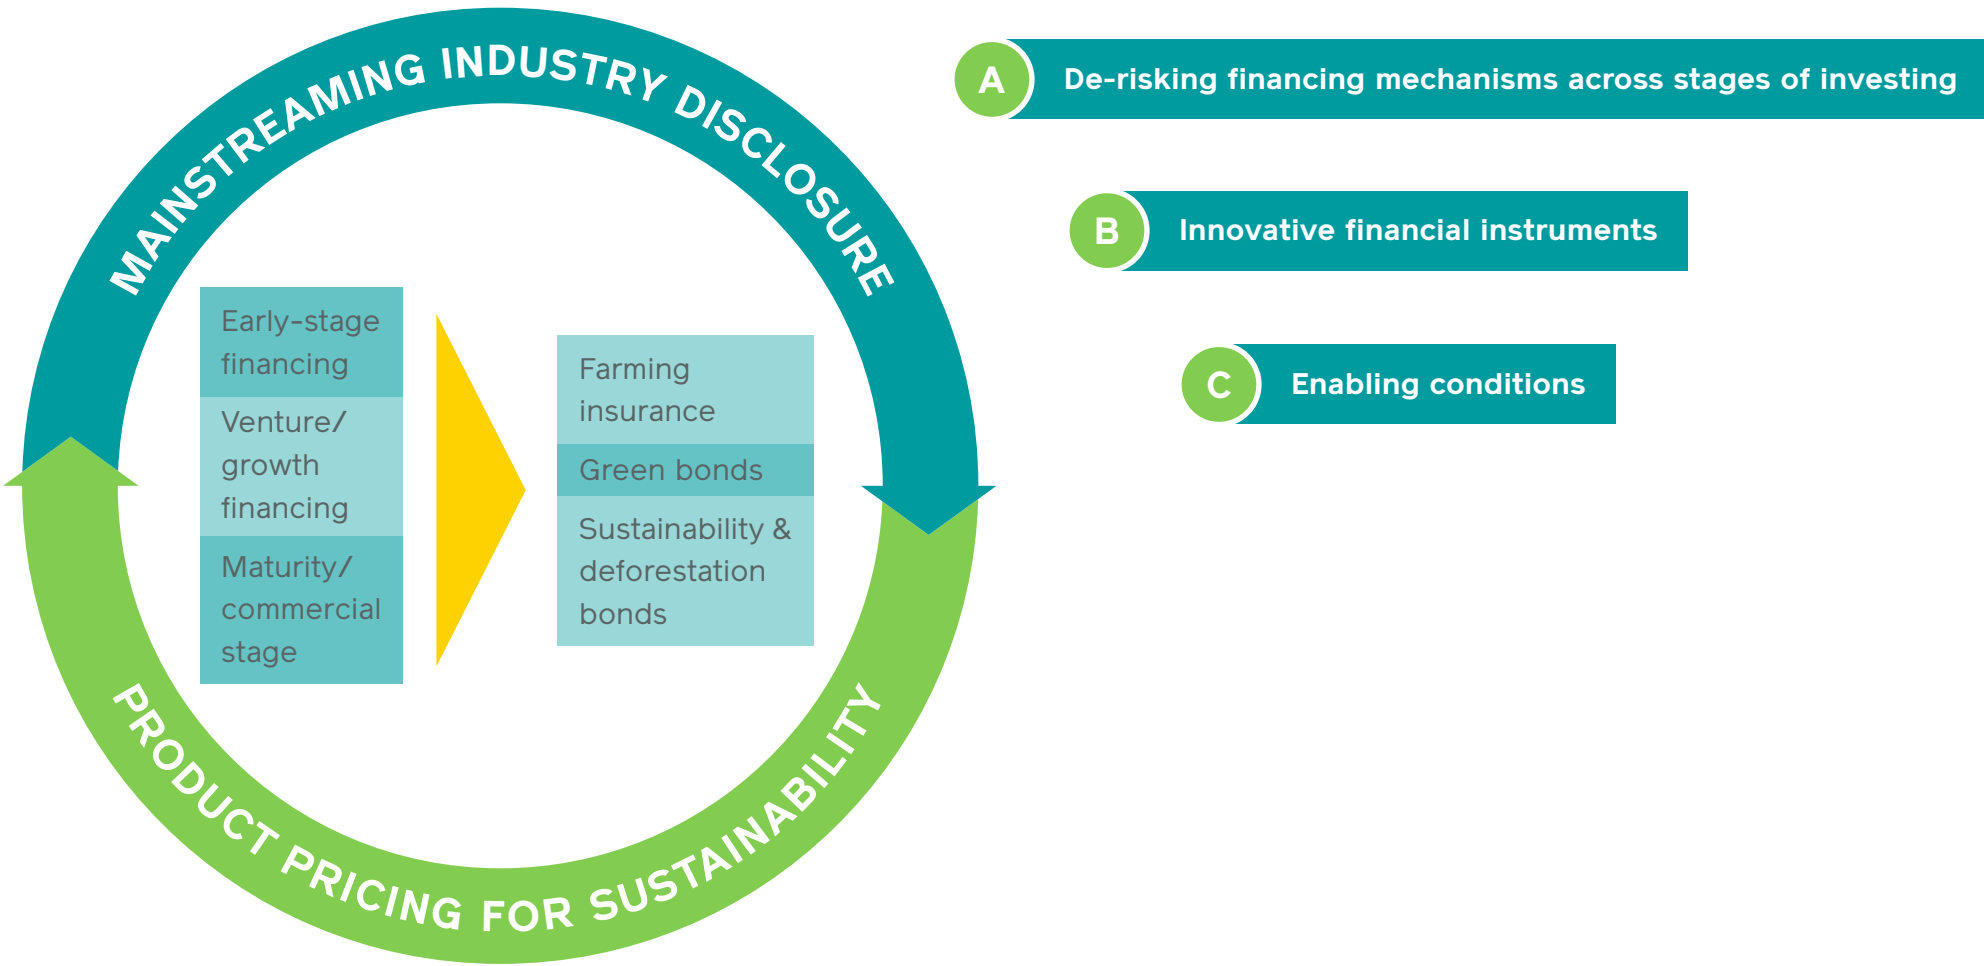 MAINSTREAMING INDUSTRY DISCLOSURE
Early-stage
financing
Venture/
growth
financing
Maturity/
commercial
stage
Farming
insurance
Green bonds
Sustainability &
deforestation
bonds
PRODUCT PRICING FOR SUSTAINABILITY
A
De-risking financing mechanisms across stages of investing
B
Innovative financial instruments
C
Enabling conditions